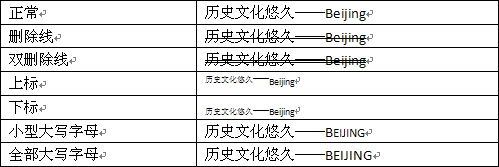 正常 历史文化悠久——Beijing
删除线 历史文化悠久——Beijing
双删除线 历史文化悠久——Beijing
上标 历史文化悠久——Beijing
下标 历史文化悠久——Beijing
小型大写字母 历史文化悠久——BEIJING
全部大写字母 历史文化悠久——BEIJING